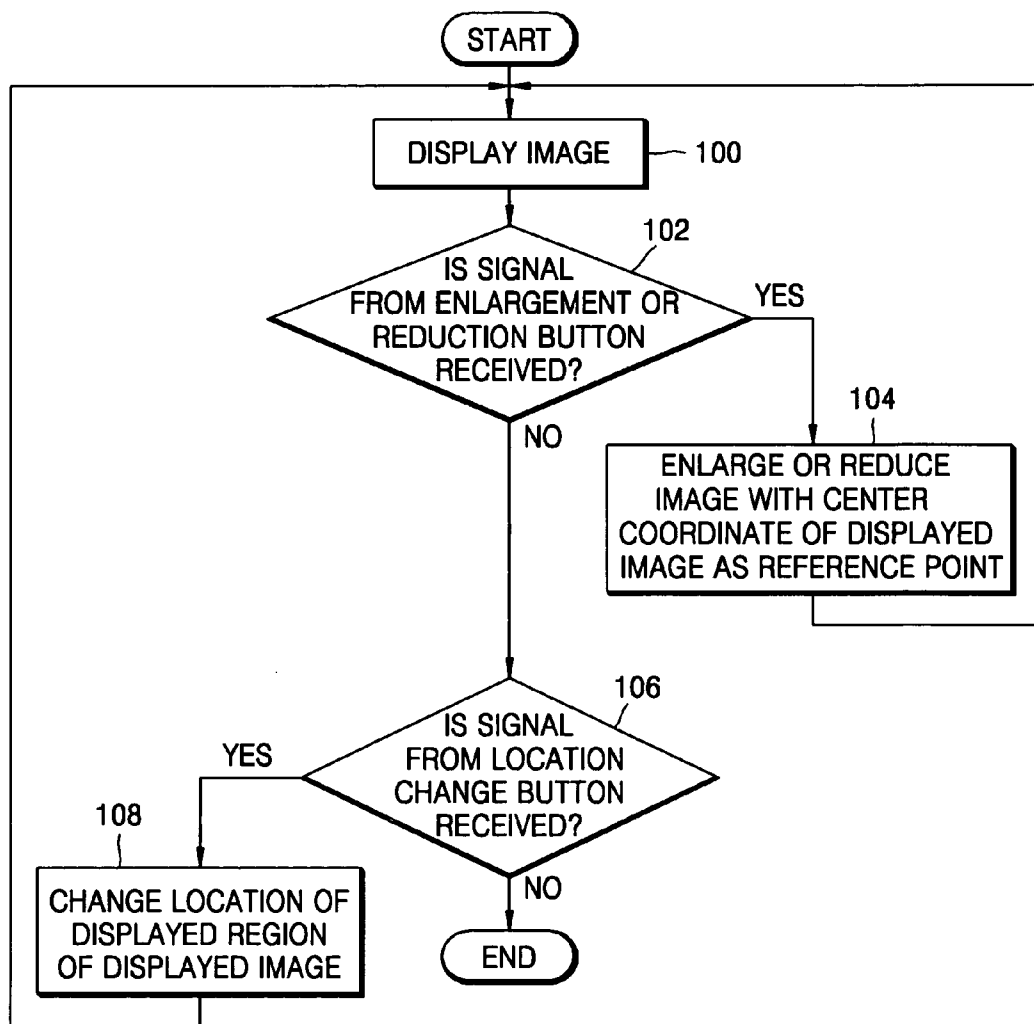 START
DISPLAY IMAGE
100
102
IS SIGNAL
FROM ENLARGEMENT OR
REDUCTION BUTTON
RECEIVED?
YES
NO
104
ENLARGE OR REDUCE
IMAGE WITH CENTER
COORDINATE OF DISPLAYED
IMAGE AS REFERENCE POINT
106
IS SIGNAL
FROM LOCATION
CHANGE BUTTON
RECEIVED?
YES
NO
108
CHANGE LOCATION OF
DISPLAYED REGION
OF DISPLAYED IMAGE
END